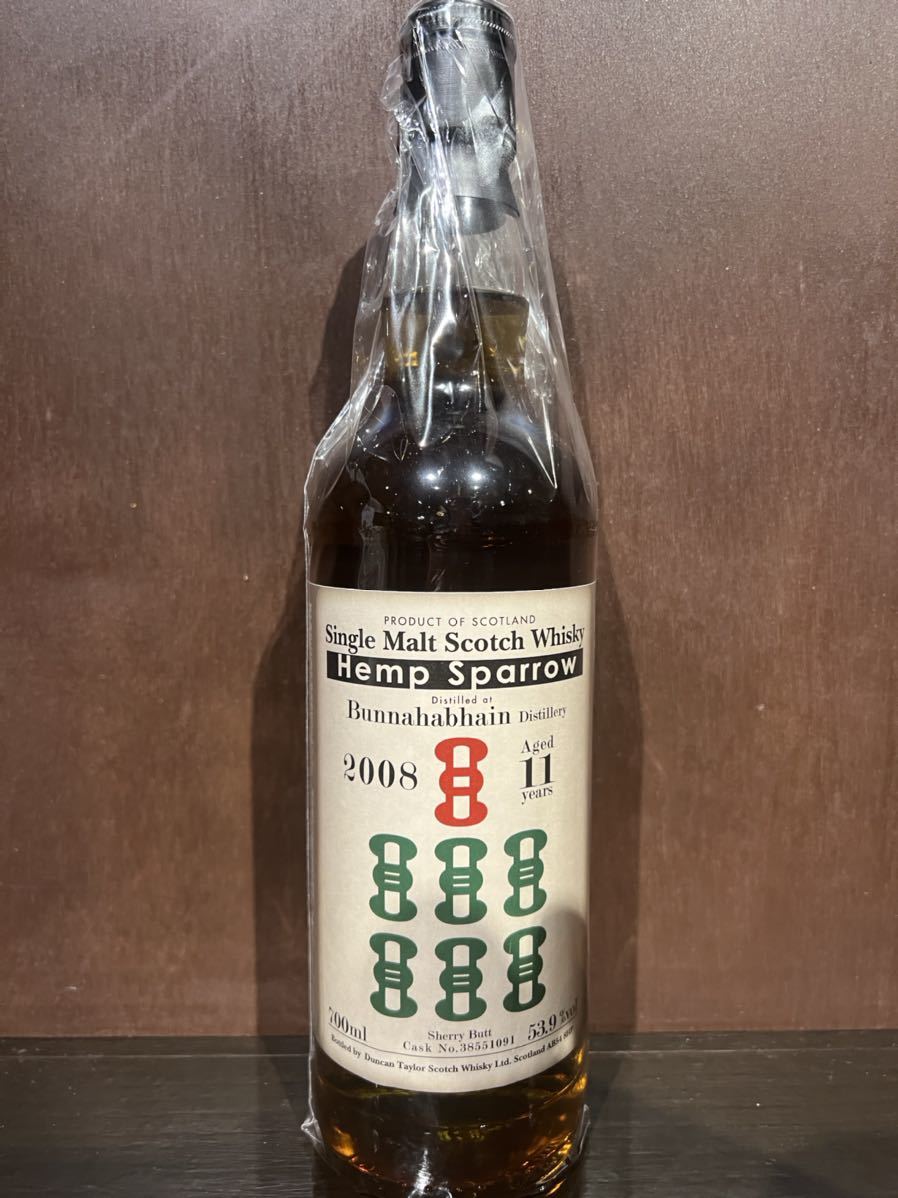 PRODUCT OF SCOTLAND
Single Malt Scotch Whisky
Hemp Sparrow
Distilled at
Bunnahabhain Distillery
2008
Aged
11
years
700ml
Sherry Butt
Cask No.38551091
53.9 %vol
Bottled by Duncan Taylor Scotch Whisky Ltd. Scotland AB54